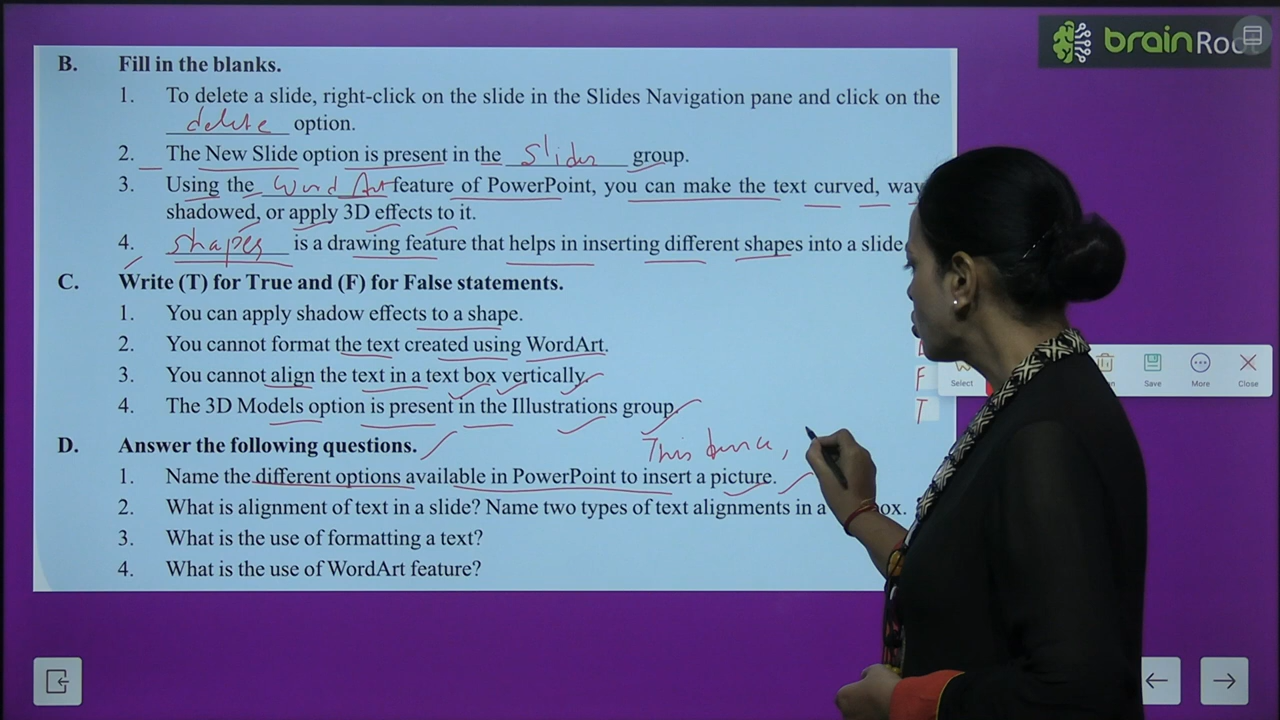 brainRoo
B. Fill in the blanks.
1. To delete a slide, right-click on the slide in the Slides Navigation pane and click on the
delete option.
2. The New Slide option is present in the Slides group.
3. Using the Word Art feature of PowerPoint, you can make the text curved, wav
shadowed, or apply 3D effects to it.
4. shapes is a drawing feature that helps in inserting different shapes into a slide
C. Write (T) for True and (F) for False statements.
1. You can apply shadow effects to a shape.
2. You cannot format the text created using WordArt.
3. You cannot align the text in a text box vertically. F
4. The 3D Models option is present in the Illustrations group. T
Select Save More Close
D. Answer the following questions.
This
1. Name the different options available in PowerPoint to insert a picture.
2. What is alignment of text in a slide? Name two types of text alignments in a ox.
3. What is the use of formatting a text?
4. What is the use of WordArt feature?